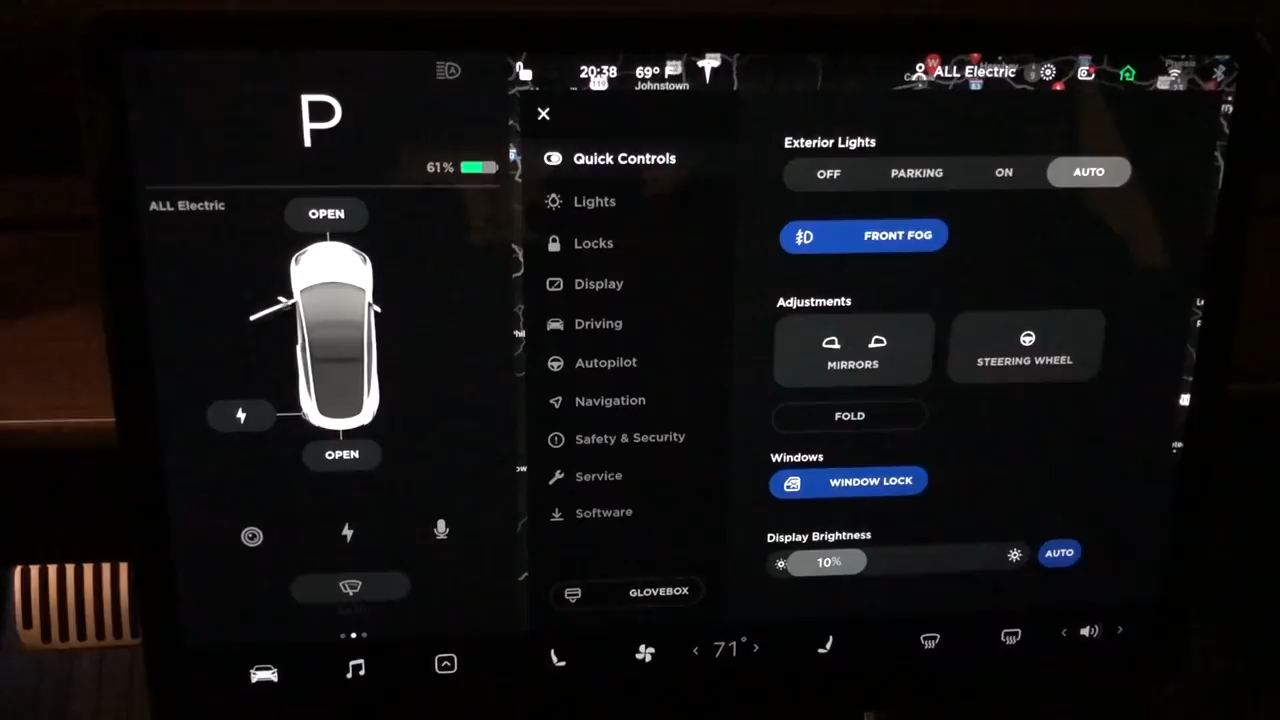 P
61%
ALL Electric
OPEN
OPEN
20:38
69° F
Johnstown
ALL Electric
Quick Controls
Lights
Locks
Display
Driving
Autopilot
Navigation
Safety & Security
Service
Software
GLOVEBOX
Exterior Lights
OFF PARKING ON AUTO
FRONT FOG
Adjustments
MIRRORS
STEERING WHEEL
FOLD
Windows
WINDOW LOCK
Display Brightness
10%
AUTO
71°